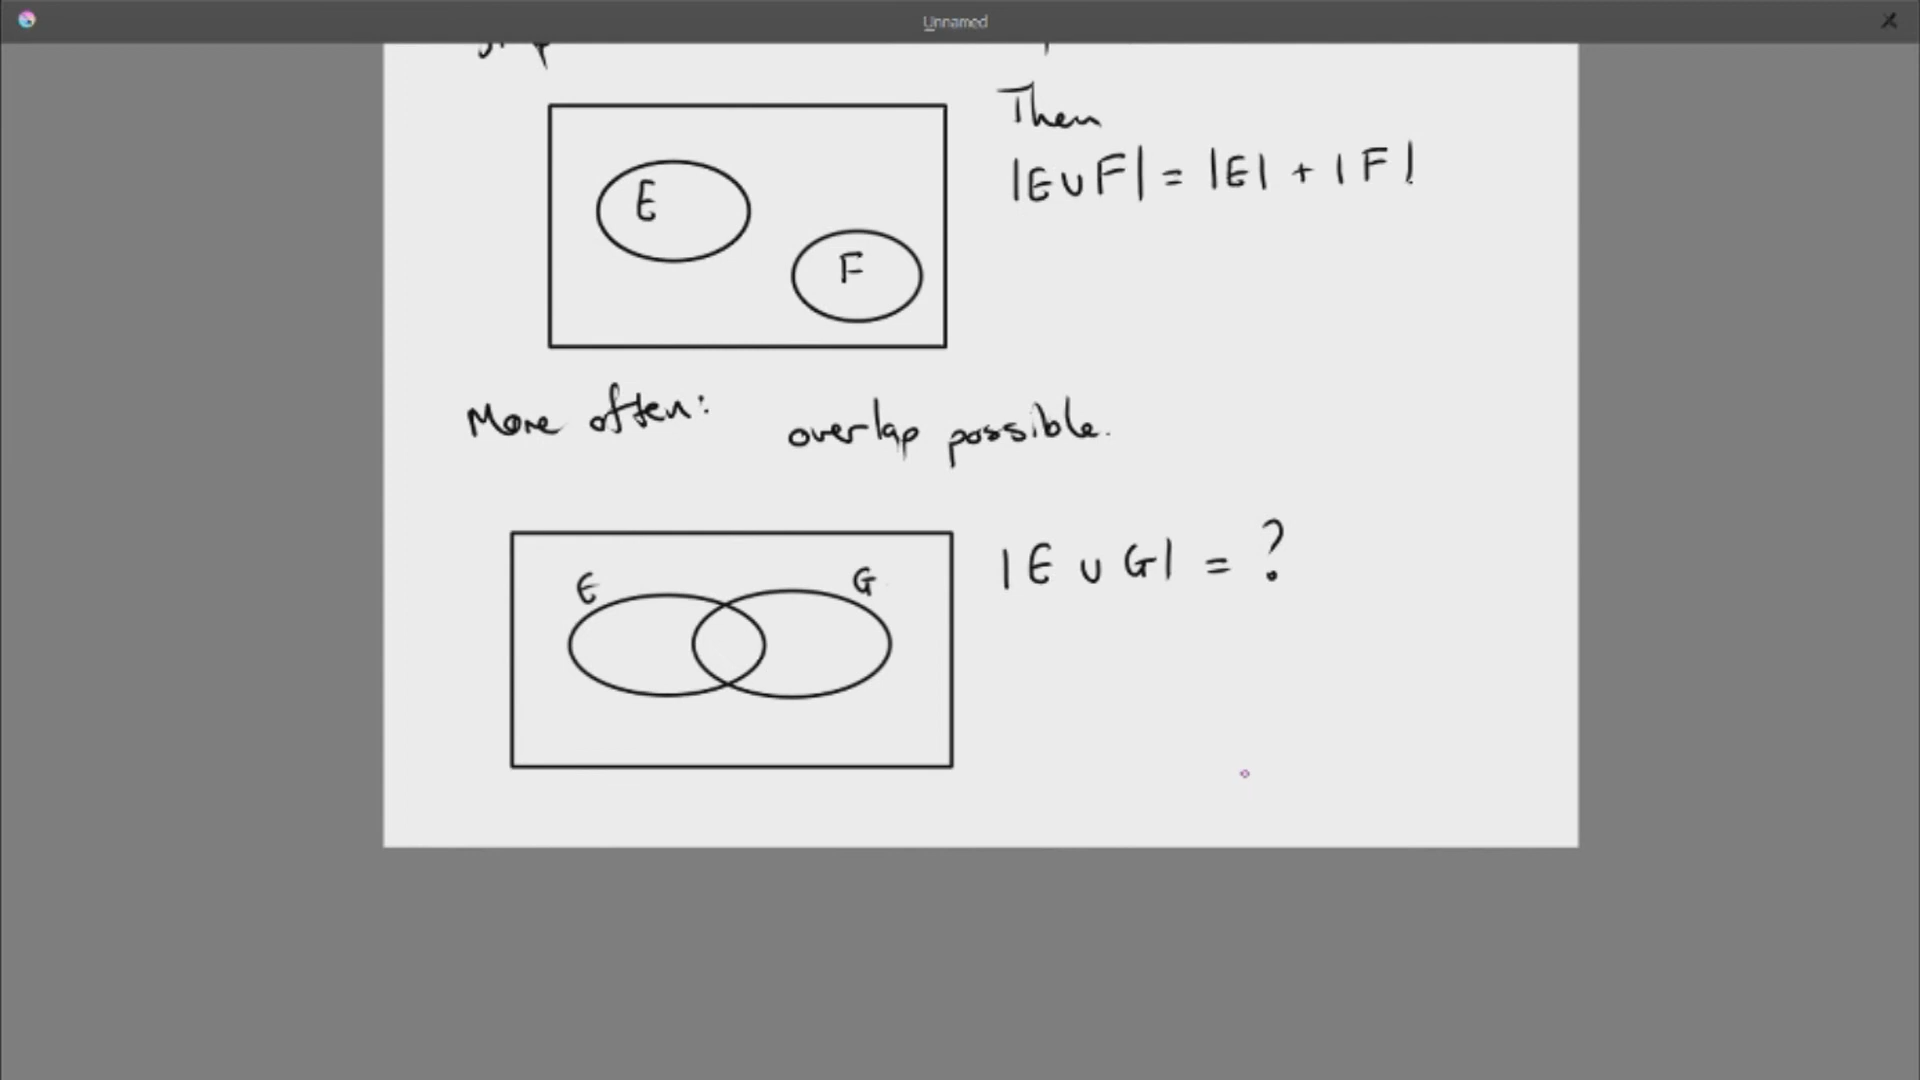 Unnamed
Then
|E∪F| = |E| + |F|
E
F
More often: overlap possible.
E G
|E ∪ G| = ?